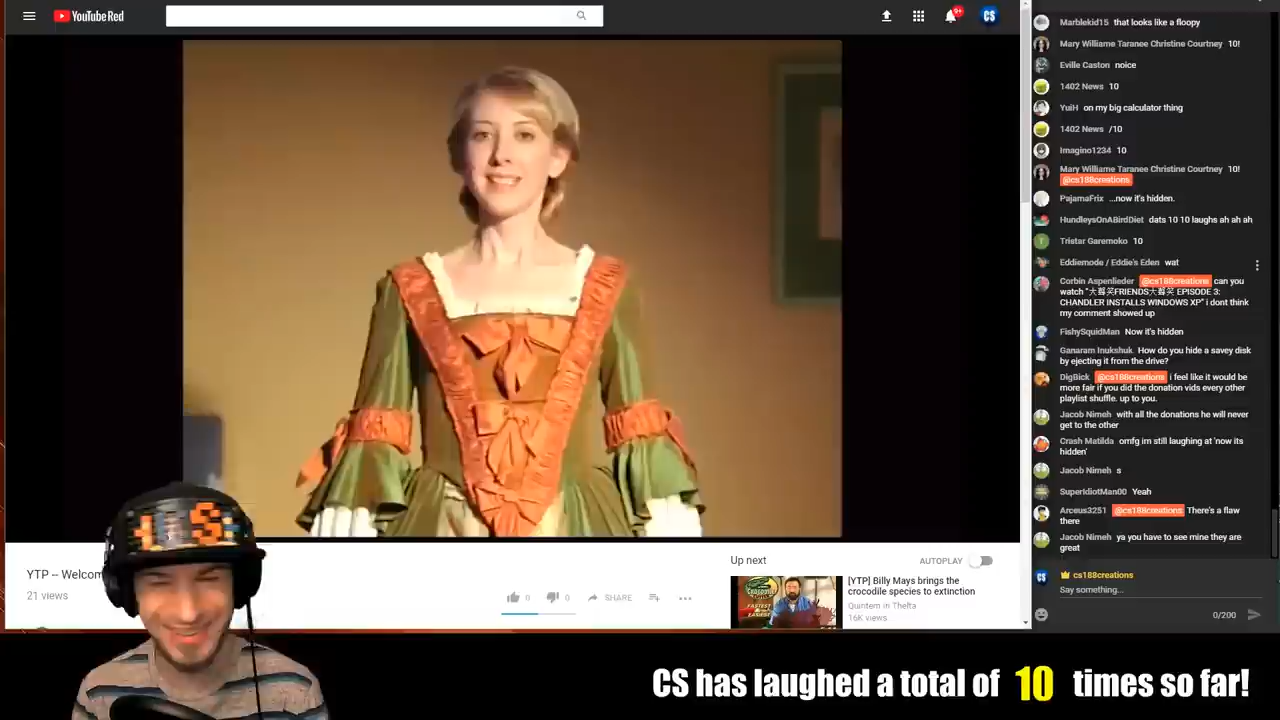 YouTube Red
9+
CS
YTP -- Welcom
21 views
0
0
SHARE
Up next
AUTOPLAY
[YTP] Billy Mays brings the
crocodile species to extinction
Quintern in Thefta
16K views
Marblekid15 that looks like a floopy
Mary Williame Taranee Christine Courtney 10!
Eville Caston noice
1402 News 10
YuiH on my big calculator thing
1402 News /10
Imagino1234 10
Mary Williame Taranee Christine Courtney 10!
@cs188creations
PajamaFrix ...now it's hidden.
HundleysOnABirdDiet dats 10 10 laughs ah ah ah
T Tristar Garemoko 10
Eddiemode / Eddie's Eden wat
Corbin Aspenlieder @cs188creations can you
watch "大爆笑FRIENDS大爆笑 EPISODE 3:
CHANDLER INSTALLS WINDOWS XP" i dont think
my comment showed up
FishySquidMan Now it's hidden
Ganaram Inukshuk How do you hide a savey disk
by ejecting it from the drive?
DigBick @cs188creations i feel like it would be
more fair if you did the donation vids every other
playlist shuffle. up to you.
Jacob Nimeh with all the donations he will never
get to the other
Crash Matilda omfg im still laughing at 'now its
hidden'
Jacob Nimeh s
SuperIdiotMan00 Yeah
Arceus3251 @cs188creations There's a flaw
there
Jacob Nimeh ya you have to see mine they are
great
CS cs188creations
Say something...
0/200
CS has laughed a total of 10 times so far!